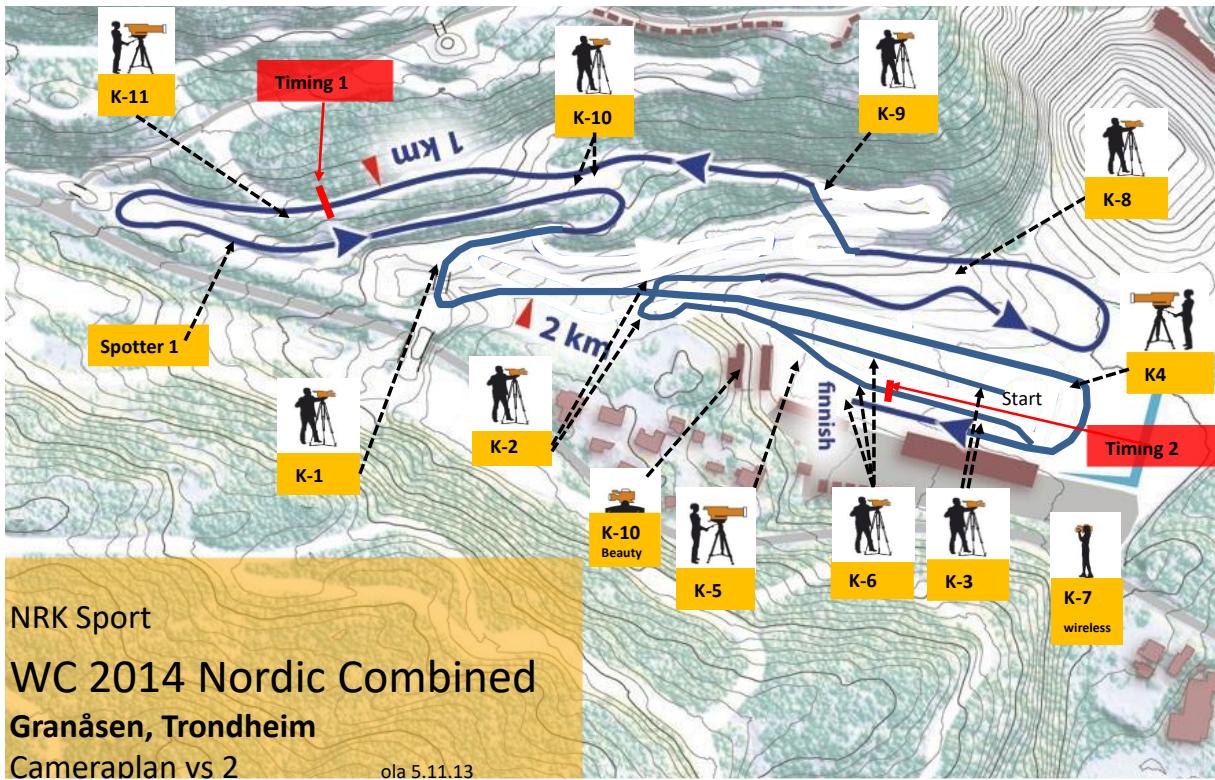 K-11
Timing 1
K-10
K-9
K-8
1 km
Spotter 1
K-1
K-2
2 km
K4
Start
finnish
Timing 2
K-10
Beauty
K-5
K-6
K-3
K-7
wireless
NRK Sport
WC 2014 Nordic Combined
Granåsen, Trondheim
Cameraplan vs 2
ola 5.11.13